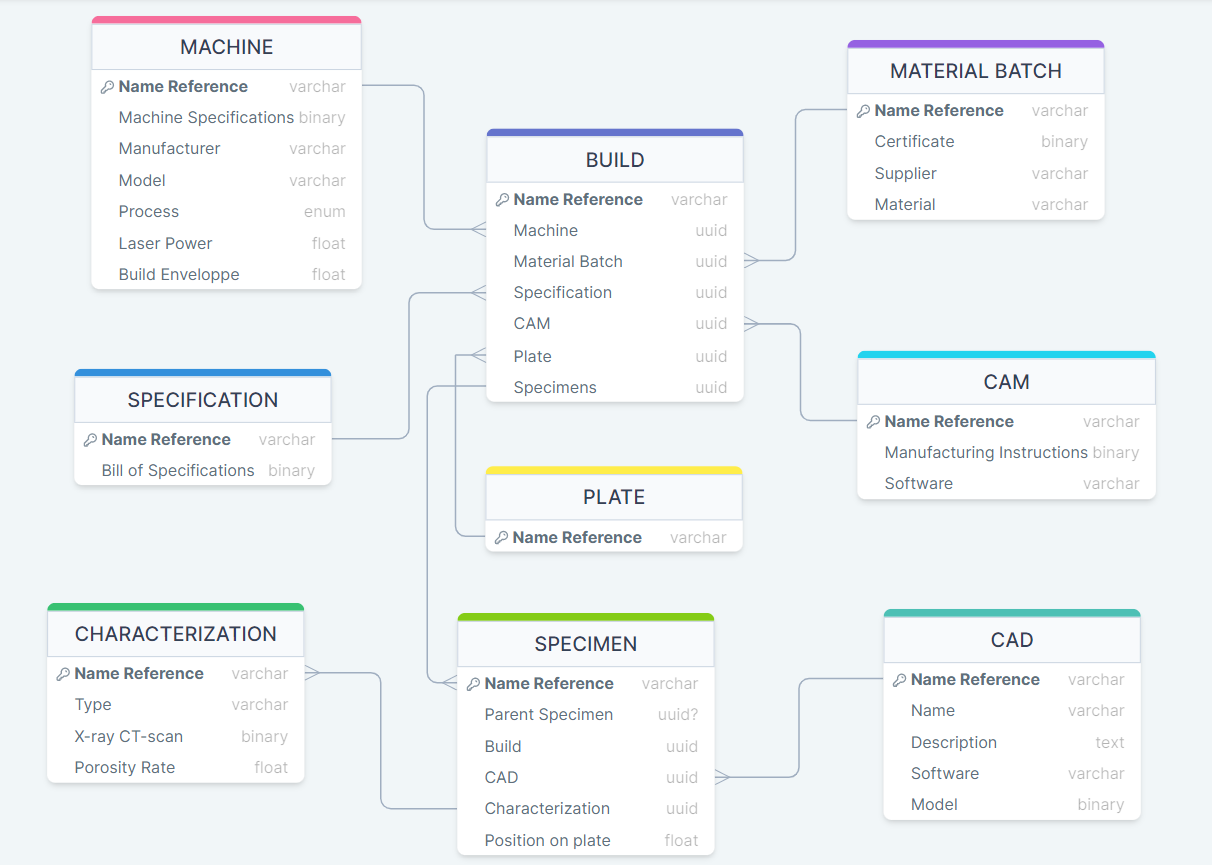 MACHINE
Name Reference varchar
Machine Specifications binary
Manufacturer varchar
Model varchar
Process enum
Laser Power float
Build Enveloppe float
MATERIAL BATCH
Name Reference varchar
Certificate binary
Supplier varchar
Material varchar
BUILD
Name Reference varchar
Machine uuid
Material Batch uuid
Specification uuid
CAM uuid
Plate uuid
Specimens uuid
SPECIFICATION
Name Reference varchar
Bill of Specifications binary
CAM
Name Reference varchar
Manufacturing Instructions binary
Software varchar
PLATE
Name Reference varchar
CHARACTERIZATION
Name Reference varchar
Type varchar
X-ray CT-scan binary
Porosity Rate float
SPECIMEN
Name Reference varchar
Parent Specimen uuid?
Build uuid
CAD uuid
Characterization uuid
Position on plate float
CAD
Name Reference varchar
Name varchar
Description text
Software varchar
Model binary